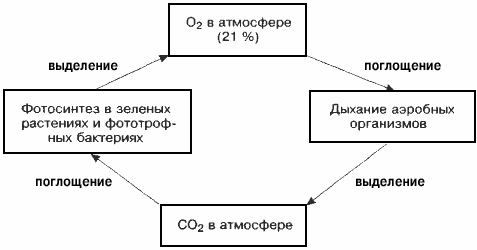 O₂ в атмосфере
(21 %)
выделение
поглощение
Фотосинтез в зеленых
растениях и фототроф-
ных бактериях
Дыхание аэробных
организмов
поглощение
выделение
CO₂ в атмосфере